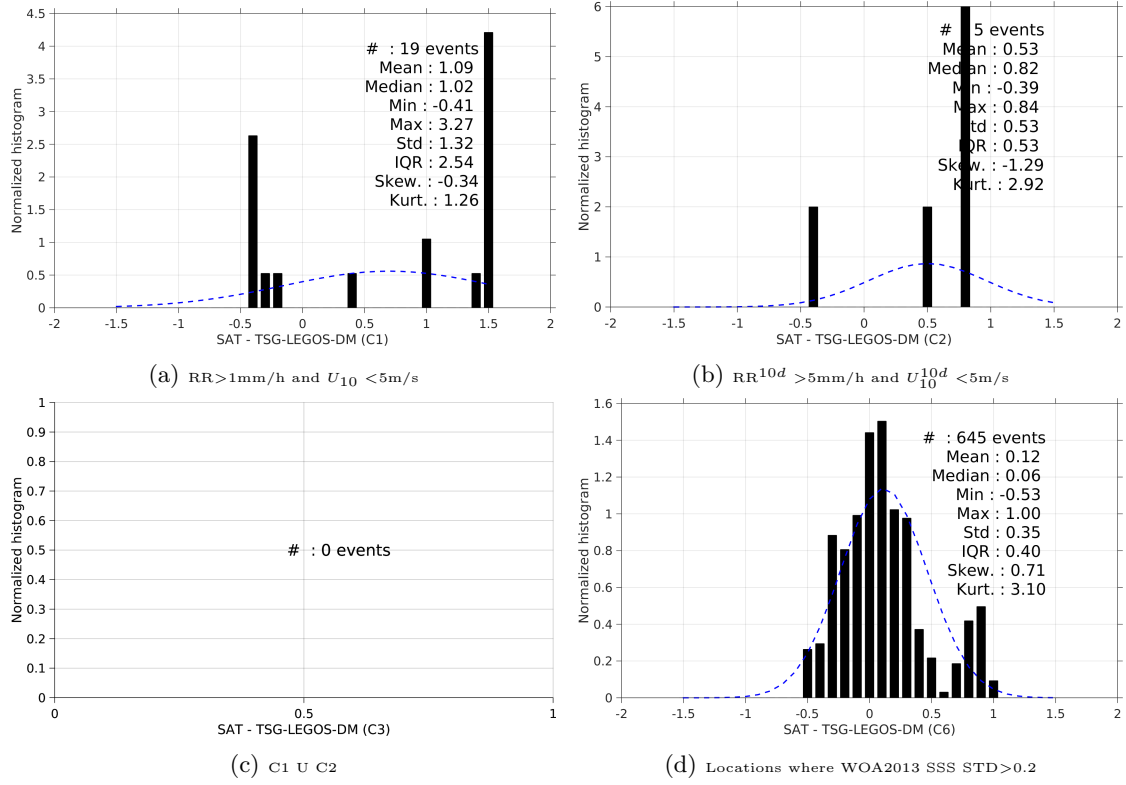 4.5
4
3.5
3
2.5
2
1.5
1
0.5
0
-2 -1.5 -1 -0.5 0 0.5 1 1.5 2
Normalized histogram
# : 19 events
Mean : 1.09
Median : 1.02
Min : -0.41
Max : 3.27
Std : 1.32
IQR : 2.54
Skew. : -0.34
Kurt. : 1.26
SAT - TSG-LEGOS-DM (C1)
(a) RR>1mm/h and U10 <5m/s
6
5
4
3
2
1
0
-2 -1.5 -1 -0.5 0 0.5 1 1.5 2
Normalized histogram
# : 5 events
Mean : 0.53
Median : 0.82
Min : -0.39
Max : 0.84
Std : 0.53
IQR : 0.53
Skew. : -1.29
Kurt. : 2.92
SAT - TSG-LEGOS-DM (C2)
(b) RR^10d >5mm/h and U10^10d <5m/s
1
0.9
0.8
0.7
0.6
0.5
0.4
0.3
0.2
0.1
0
0 0.5 1
Normalized histogram
# : 0 events
SAT - TSG-LEGOS-DM (C3)
(c) C1 U C2
1.6
1.4
1.2
1
0.8
0.6
0.4
0.2
0
-2 -1.5 -1 -0.5 0 0.5 1 1.5 2
Normalized histogram
# : 645 events
Mean : 0.12
Median : 0.06
Min : -0.53
Max : 1.00
Std : 0.35
IQR : 0.40
Skew. : 0.71
Kurt. : 3.10
SAT - TSG-LEGOS-DM (C6)
(d) Locations where WOA2013 SSS STD>0.2